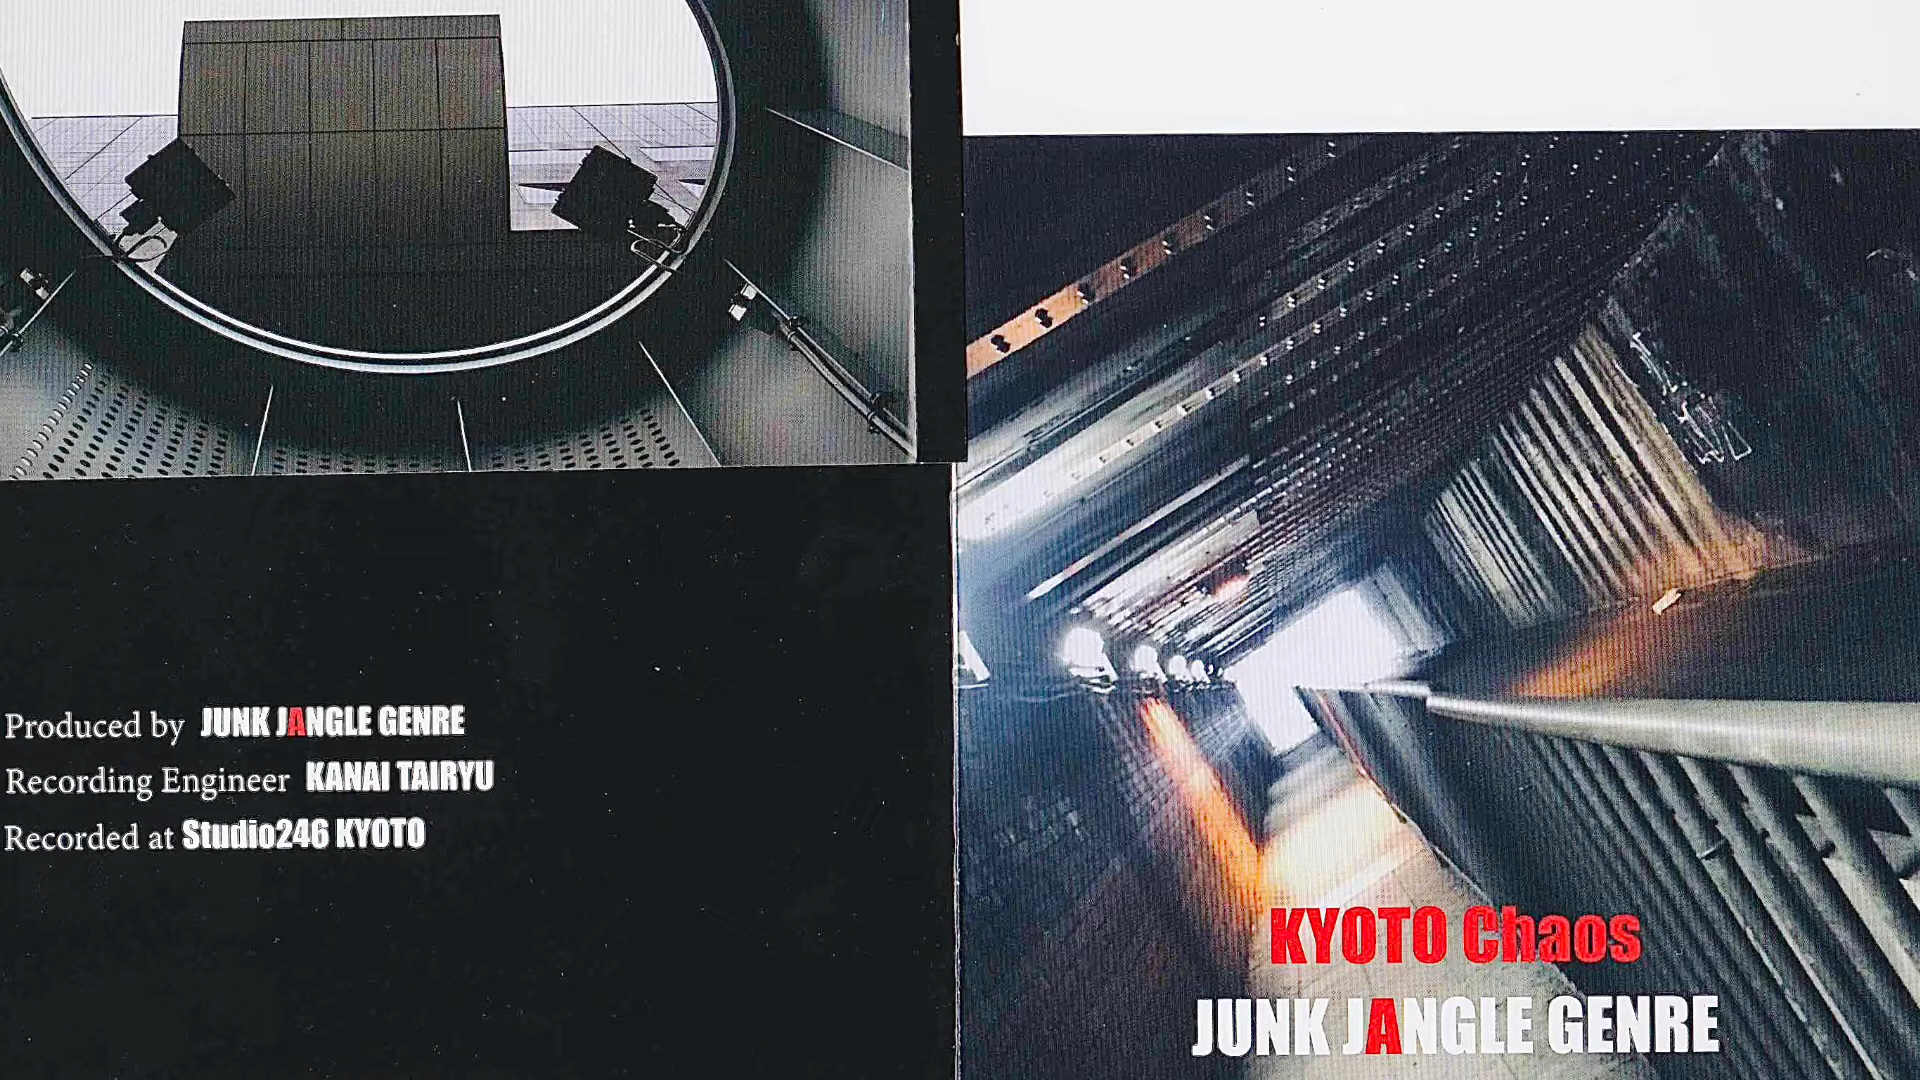 Produced by JUNK JANGLE GENRE
Recording Engineer KANAI TAIRYU
Recorded at Studio246 KYOTO
KYOTO Chaos
JUNK JANGLE GENRE